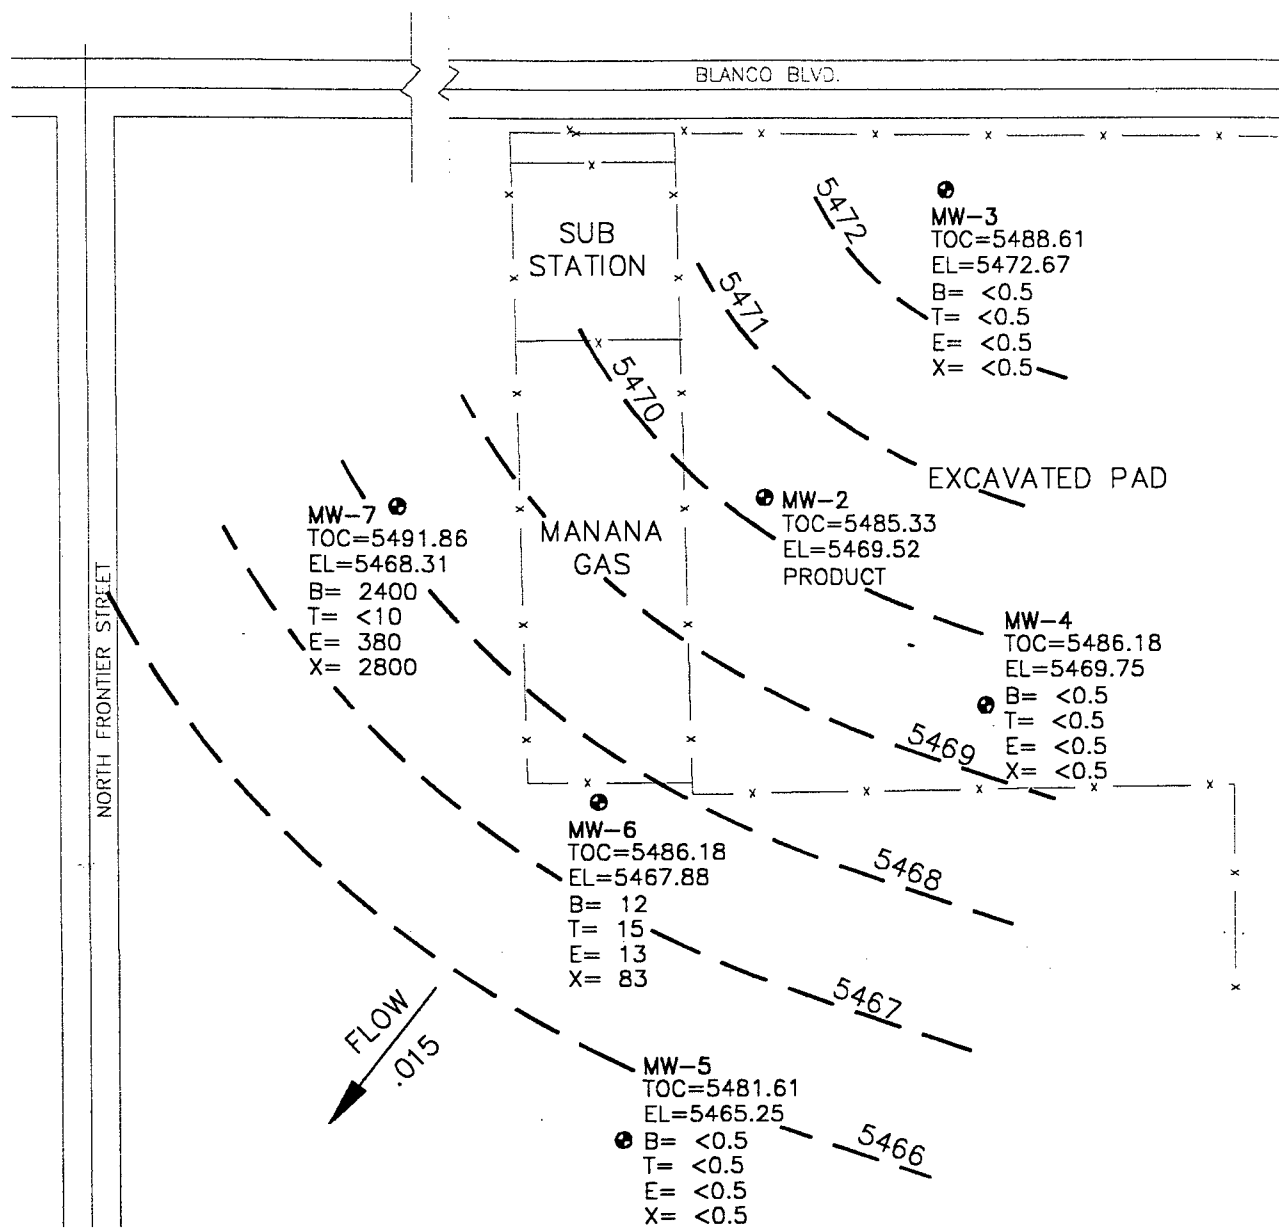 BLANCO BLVD.
SUB
STATION
5472
MW-3
TOC=5488.61
EL=5472.67
B= <0.5
T= <0.5
E= <0.5
X= <0.5
5471
5470
EXCAVATED PAD
MW-2
TOC=5485.33
EL=5469.52
PRODUCT
MW-7
TOC=5491.86
EL=5468.31
B= 2400
T= <10
E= 380
X= 2800
MANANA
GAS
NORTH FRONTIER STREET
MW-4
TOC=5486.18
EL=5469.75
B= <0.5
T= <0.5
E= <0.5
X= <0.5
5469
MW-6
TOC=5486.18
EL=5467.88
B= 12
T= 15
E= 13
X= 83
5468
5467
FLOW
.015
MW-5
TOC=5481.61
EL=5465.25
B= <0.5
T= <0.5
E= <0.5
X= <0.5
5466